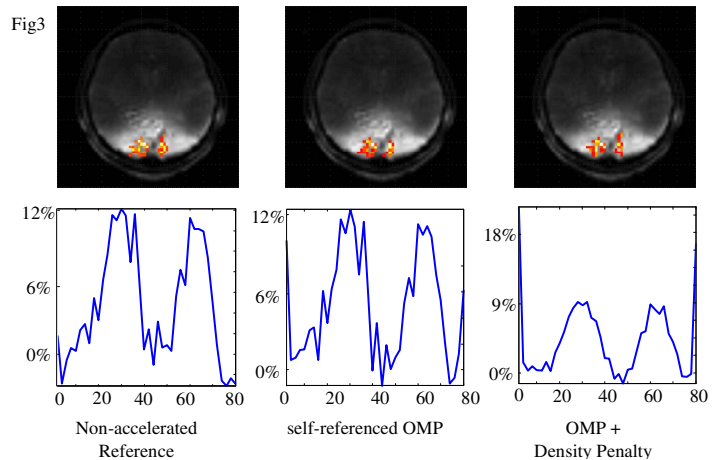 Fig3
12%
6%
0%
0 20 40 60 80
12%
6%
0%
0 20 40 60 80
18%
9%
0%
0 20 40 60 80
Non-accelerated
Reference
self-referenced OMP
OMP +
Density Penalty